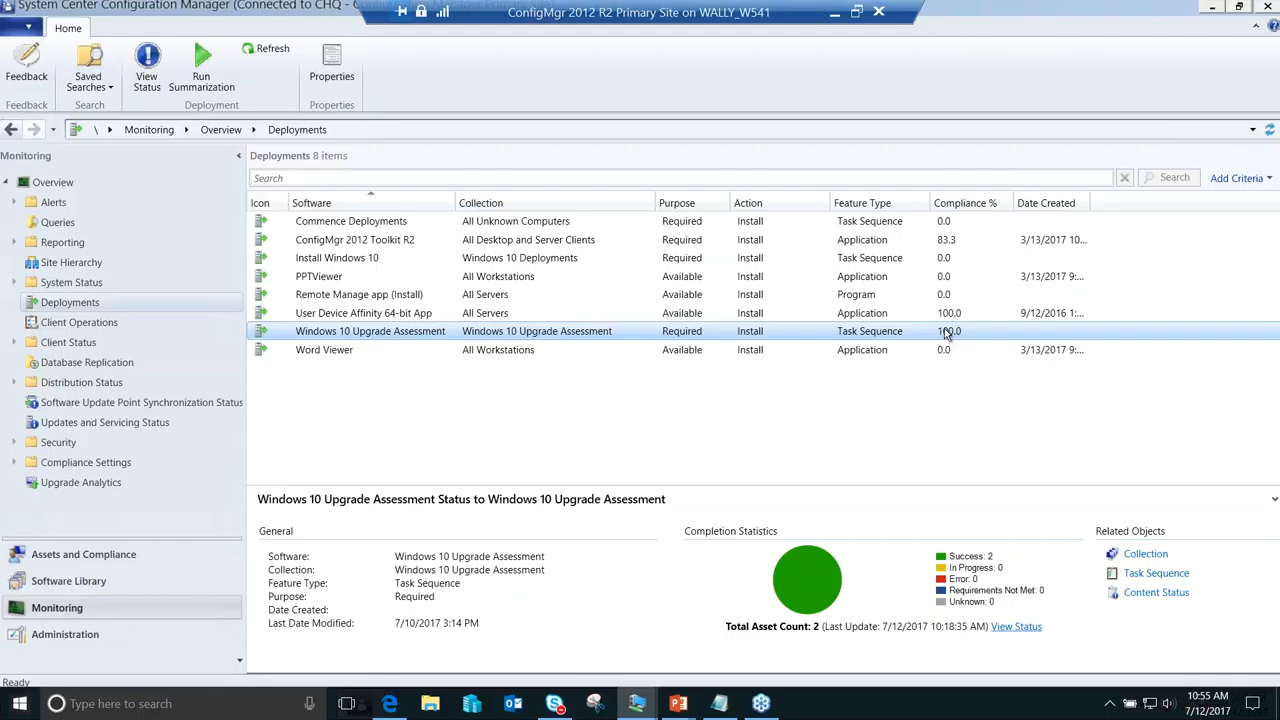 System Center Configuration Manager (Connected to CHQ -
ConfigMgr 2012 R2 Primary Site on WALLY_W541
Home
Feedback
Saved Searches
View Status
Run Summarization
Refresh
Properties
Feedback
Search
Deployment
Properties
\ Monitoring Overview Deployments
Monitoring
Overview
Alerts
Queries
Reporting
Site Hierarchy
System Status
Deployments
Client Operations
Client Status
Database Replication
Distribution Status
Software Update Point Synchronization Status
Updates and Servicing Status
Security
Compliance Settings
Upgrade Analytics
Assets and Compliance
Software Library
Monitoring
Administration
Deployments 8 items
Search
Search
Add Criteria
Icon Software Collection Purpose Action Feature Type Compliance % Date Created
Commence Deployments All Unknown Computers Required Install Task Sequence 0.0
ConfigMgr 2012 Toolkit R2 All Desktop and Server Clients Required Install Application 83.3 3/13/2017 10...
Install Windows 10 Windows 10 Deployments Required Install Task Sequence 0.0
PPTViewer All Workstations Available Install Application 0.0 3/13/2017 9:...
Remote Manage app (Install) All Servers Available Install Program 0.0
User Device Affinity 64-bit App All Servers Available Install Application 100.0 9/12/2016 1:...
Windows 10 Upgrade Assessment Windows 10 Upgrade Assessment Required Install Task Sequence 100.0
Word Viewer All Workstations Available Install Application 0.0 3/13/2017 9:...
Windows 10 Upgrade Assessment Status to Windows 10 Upgrade Assessment
General
Software: Windows 10 Upgrade Assessment
Collection: Windows 10 Upgrade Assessment
Feature Type: Task Sequence
Purpose: Required
Date Created:
Last Date Modified: 7/10/2017 3:14 PM
Completion Statistics
Success: 2
In Progress: 0
Error: 0
Requirements Not Met: 0
Unknown: 0
Total Asset Count: 2 (Last Update: 7/12/2017 10:18:35 AM) View Status
Related Objects
Collection
Task Sequence
Content Status
Ready
Type here to search
10:55 AM
7/12/2017